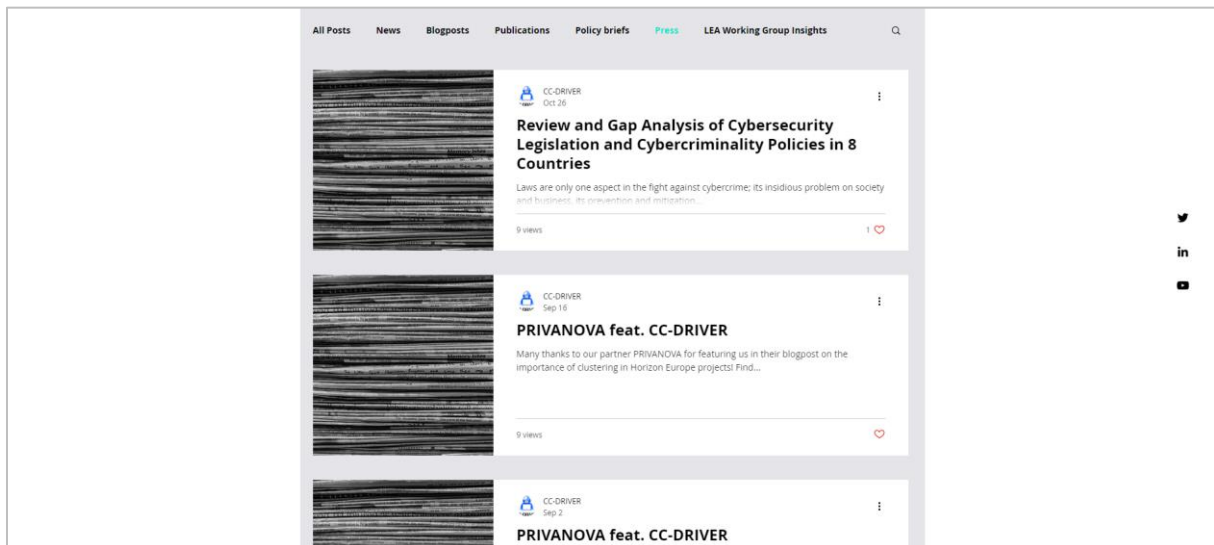 All Posts News Blogposts Publications Policy briefs Press LEA Working Group Insights
CC-DRIVER
Oct 26
Review and Gap Analysis of Cybersecurity
Legislation and Cybercriminality Policies in 8
Countries
Laws are only one aspect in the fight against cybercrime; its insidious problem on society
and business, its prevention and mitigation...
9 views 1
CC-DRIVER
Sep 16
PRIVANOVA feat. CC-DRIVER
Many thanks to our partner PRIVANOVA for featuring us in their blogpost on the
importance of clustering in Horizon Europe projects! Find...
9 views
CC-DRIVER
Sep 2
PRIVANOVA feat. CC-DRIVER
in